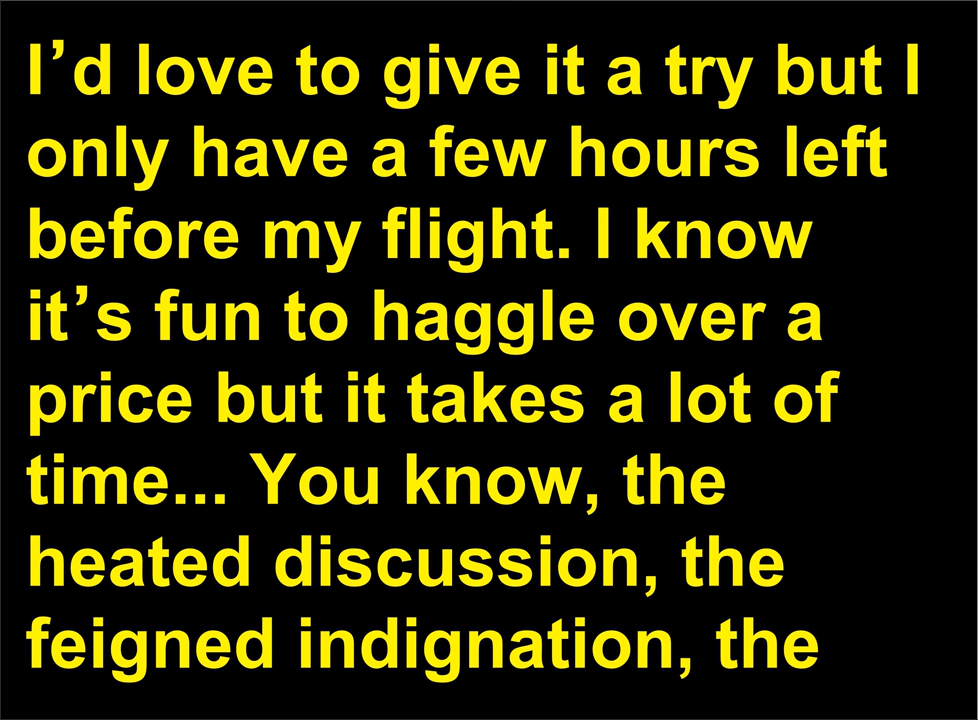 I’d love to give it a try but I
only have a few hours left
before my flight. I know
it’s fun to haggle over a
price but it takes a lot of
time... You know, the
heated discussion, the
feigned indignation, the